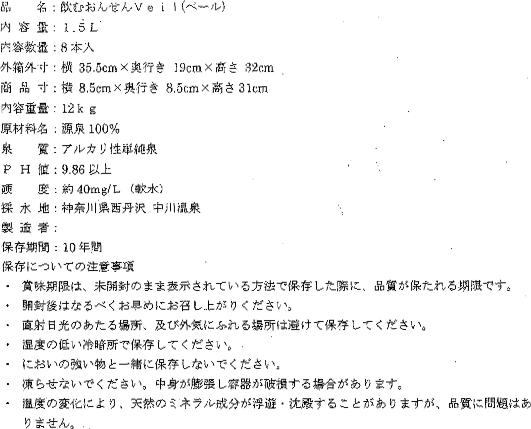 品　　名：飲むおんせんＶｅｉｌ(ベール)
内 容 量：１.５Ｌ
内容数量：8本入
外箱外寸：横 35.5cm×奥行き 19cm×高さ 32cm
商 品 寸：横 8.5cm×奥行き 8.5cm×高さ31cm
内容重量：12ｋｇ
原材料名：源泉100%
泉　　質：アルカリ性単純泉
Ｐ Ｈ 値：9.86以上
硬　　度：約40mg/L （軟水）
採 水 地：神奈川県西丹沢 中川温泉
製 造 者：
保存期間：10年間
保存についての注意事項
・ 賞味期限は、未開封のまま表示されている方法で保存した際に、品質が保たれる期限です。
・ 開封後はなるべくお早めにお召し上がりください。
・ 直射日光のあたる場所、及び外気にふれる場所は避けて保存してください。
・ 湿度の低い冷暗所で保存してください。
・ においの強い物と一緒に保存しないでください。
・ 凍らせないでください。中身が膨張し容器が破損する場合があります。
・ 温度の変化により、天然のミネラル成分が浮遊・沈殿することがありますが、品質に問題はあ
りません。